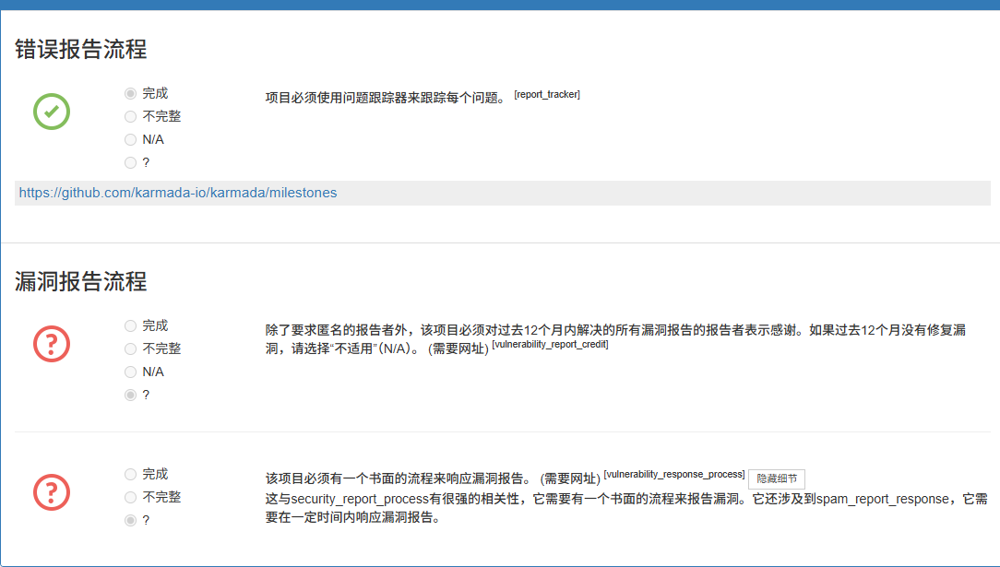 错误报告流程
完成
不完整
N/A
?
项目必须使用问题跟踪器来跟踪每个问题。 [report_tracker]
https://github.com/karmada-io/karmada/milestones
漏洞报告流程
?
完成
不完整
N/A
?
除了要求匿名的报告者外，该项目必须对过去12个月内解决的所有漏洞报告的报告者表示感谢。如果过去12个月没有修复漏
洞，请选择“不适用”（N/A）。 (需要网址) [vulnerability_report_credit]
?
完成
不完整
?
该项目必须有一个书面的流程来响应漏洞报告。 (需要网址) [vulnerability_response_process] 隐藏细节
这与security_report_process有很强的相关性，它需要有一个书面的流程来报告漏洞。它还涉及到spam_report_response，它需
要在一定时间内响应漏洞报告。